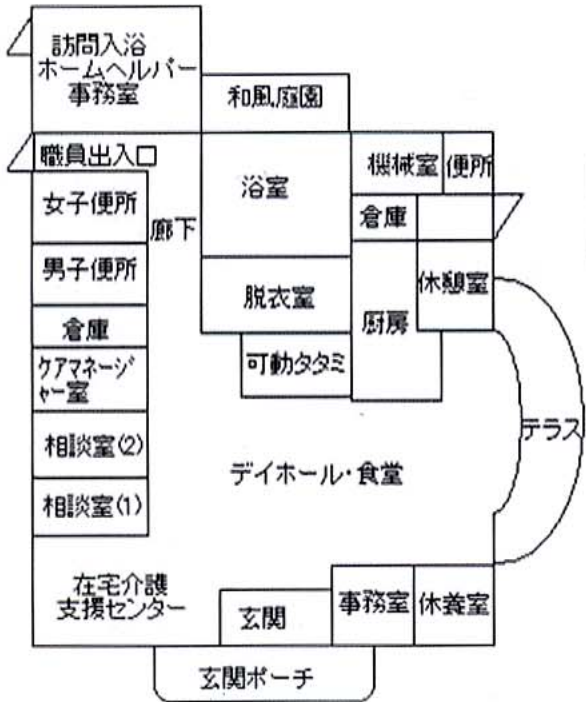 訪問入浴
ホームヘルパー
事務室
和風庭園
職員出入口
浴室
機械室
便所
女子便所
廊下
倉庫
男子便所
脱衣室
厨房
休憩室
倉庫
可動タタミ
ケアマネージ
ャー室
相談室(2)
デイホール・食堂
テラス
相談室(1)
在宅介護
支援センター
玄関
事務室
休養室
玄関ポーチ